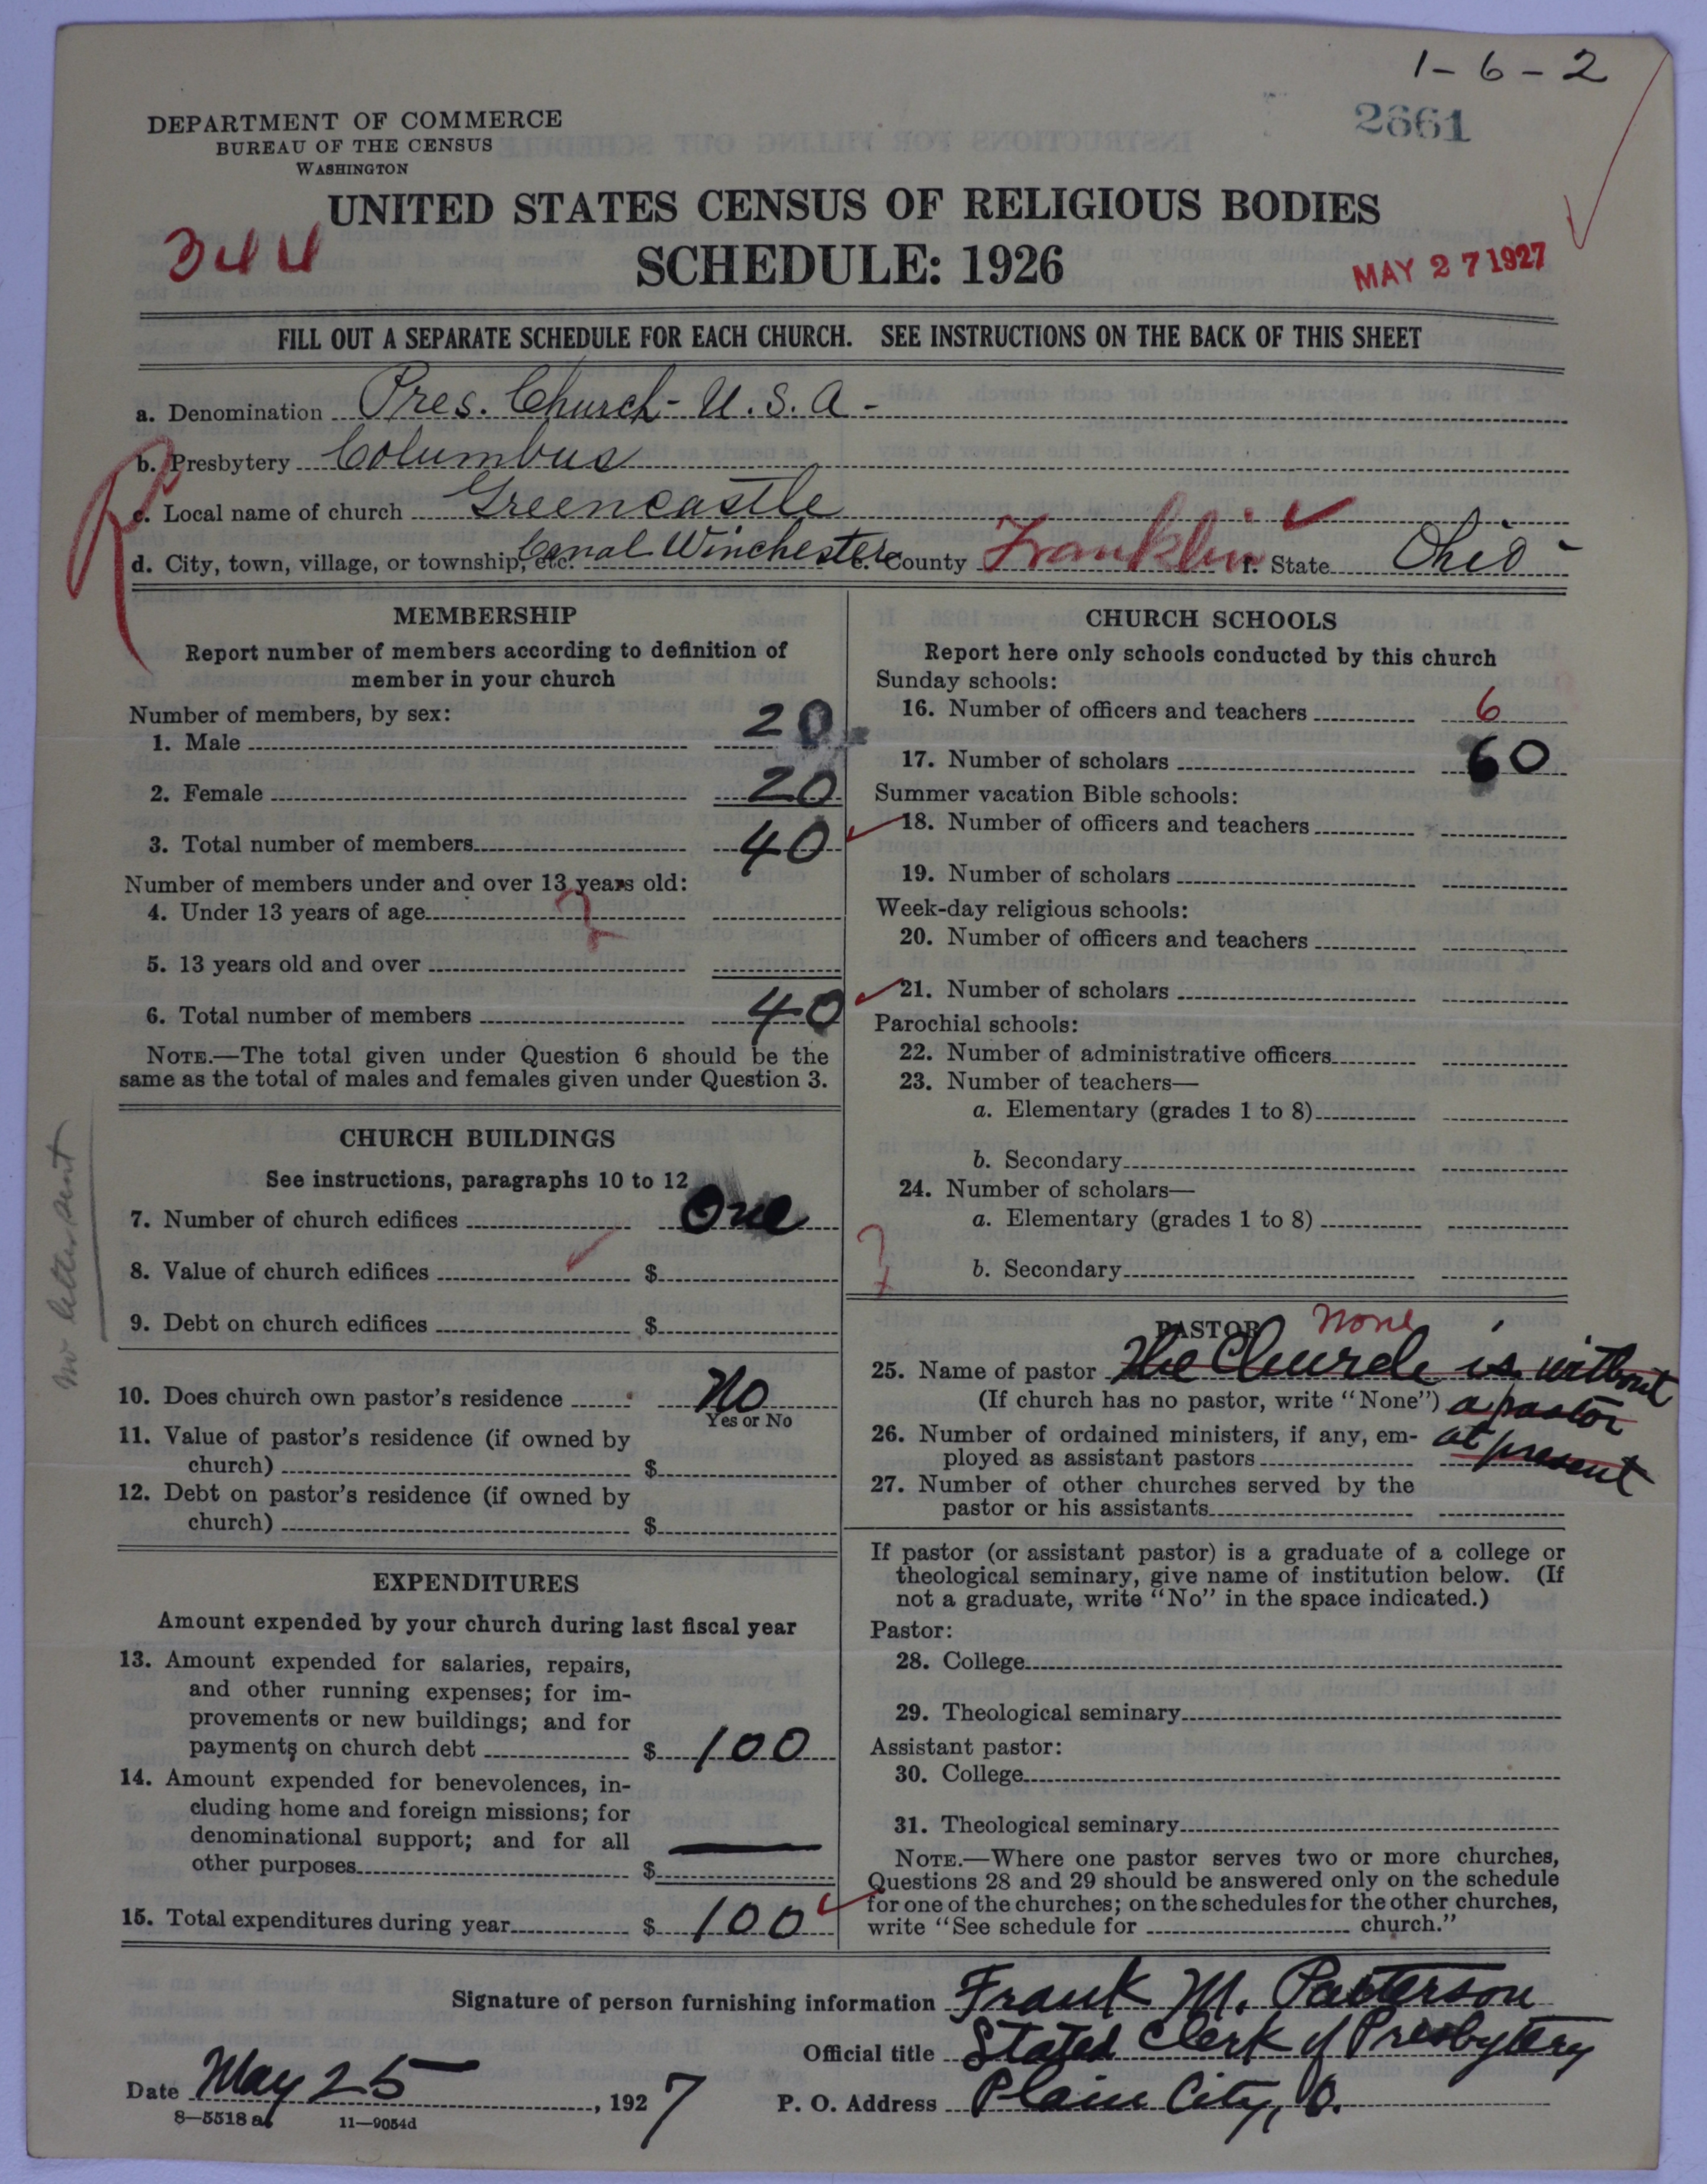 1-6-2
DEPARTMENT OF COMMERCE
BUREAU OF THE CENSUS
WASHINGTON
2661
UNITED STATES CENSUS OF RELIGIOUS BODIES
344
SCHEDULE: 1926
MAY 27 1927
FILL OUT A SEPARATE SCHEDULE FOR EACH CHURCH. SEE INSTRUCTIONS ON THE BACK OF THIS SHEET
a. Denomination Pres. Church - U.S.A -
b. Presbytery Columbus
c. Local name of church Greencastle
d. City, town, village, or township, etc. Canal Winchester e. County Franklin f. State Ohio
MEMBERSHIP
Report number of members according to definition of
member in your church
Number of members, by sex:
1. Male 20
2. Female 20
3. Total number of members 40
Number of members under and over 13 years old:
4. Under 13 years of age ?
5. 13 years old and over
6. Total number of members 40
NOTE.—The total given under Question 6 should be the
same as the total of males and females given under Question 3.
no letter sent
CHURCH BUILDINGS
See instructions, paragraphs 10 to 12
7. Number of church edifices One
8. Value of church edifices $
9. Debt on church edifices $
10. Does church own pastor's residence No
Yes or No
11. Value of pastor's residence (if owned by
church) $
12. Debt on pastor's residence (if owned by
church) $
EXPENDITURES
Amount expended by your church during last fiscal year
13. Amount expended for salaries, repairs,
and other running expenses; for im-
provements or new buildings; and for
payments on church debt $ 100
14. Amount expended for benevolences, in-
cluding home and foreign missions; for
denominational support; and for all
other purposes $ —
15. Total expenditures during year $ 100
CHURCH SCHOOLS
Report here only schools conducted by this church
Sunday schools:
16. Number of officers and teachers 6
17. Number of scholars 60
Summer vacation Bible schools:
18. Number of officers and teachers
19. Number of scholars
Week-day religious schools:
20. Number of officers and teachers
21. Number of scholars
Parochial schools:
22. Number of administrative officers
23. Number of teachers—
a. Elementary (grades 1 to 8)
b. Secondary
24. Number of scholars—
a. Elementary (grades 1 to 8)
?
b. Secondary
PASTOR None
25. Name of pastor The Church is without
(If church has no pastor, write "None") a pastor
26. Number of ordained ministers, if any, em- at present
ployed as assistant pastors
27. Number of other churches served by the
pastor or his assistants
If pastor (or assistant pastor) is a graduate of a college or
theological seminary, give name of institution below. (If
not a graduate, write "No" in the space indicated.)
Pastor:
28. College
29. Theological seminary
Assistant pastor:
30. College
31. Theological seminary
NOTE.—Where one pastor serves two or more churches,
Questions 28 and 29 should be answered only on the schedule
for one of the churches; on the schedules for the other churches,
write "See schedule for church."
Signature of person furnishing information Frank M. Patterson
Official title Stated Clerk of Presbytery
Date May 25, 1927 P. O. Address Plain City, O.
8—5518 a 11—9054d